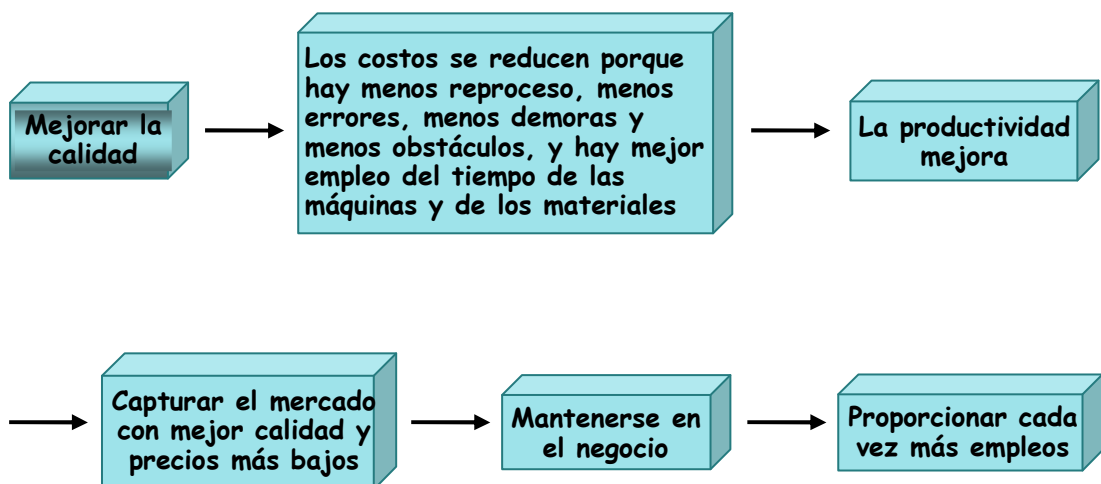 Mejorar la
calidad
Los costos se reducen porque
hay menos reproceso, menos
errores, menos demoras y
menos obstáculos, y hay mejor
empleo del tiempo de las
máquinas y de los materiales
La productividad
mejora
Capturar el mercado
con mejor calidad y
precios más bajos
Mantenerse en
el negocio
Proporcionar cada
vez más empleos